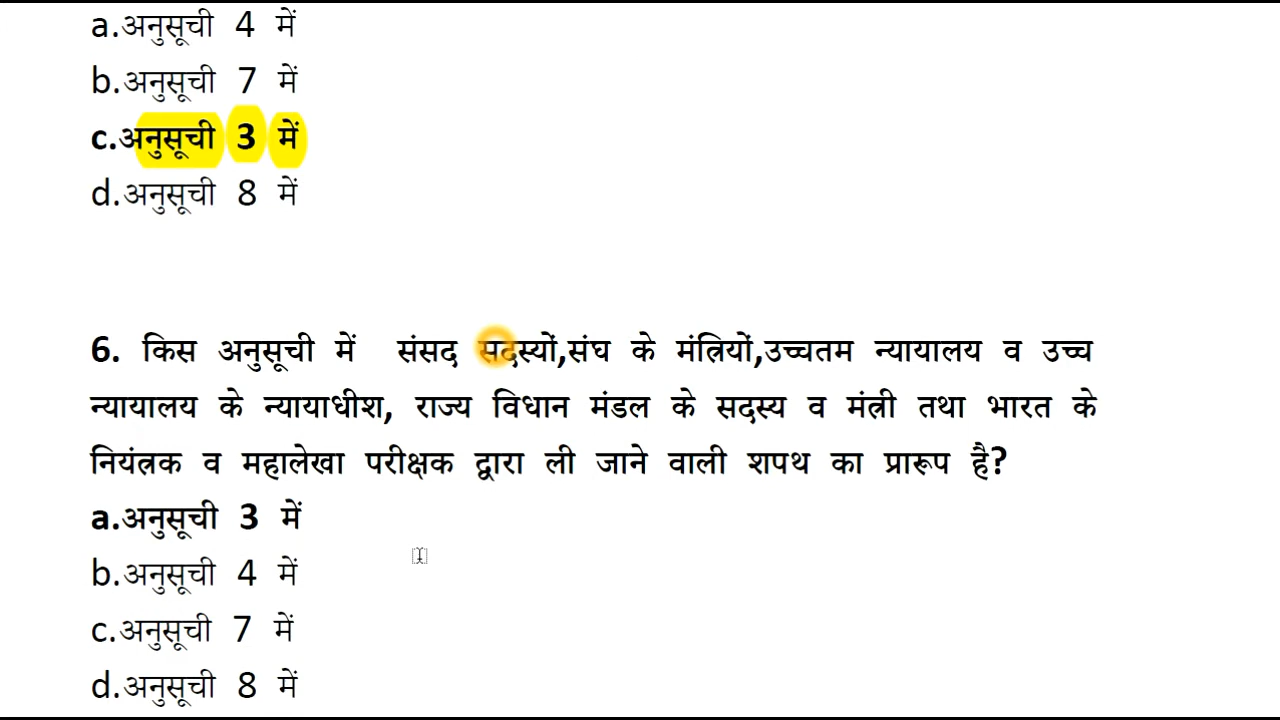 a.अनुसूची 4 में
b.अनुसूची 7 में
c.अनुसूची 3 में
d.अनुसूची 8 में
6. किस अनुसूची में संसद सदस्यों,संघ के मंत्रियों,उच्चतम न्यायालय व उच्च
न्यायालय के न्यायाधीश, राज्य विधान मंडल के सदस्य व मंत्री तथा भारत के
नियंत्रक व महालेखा परीक्षक द्वारा ली जाने वाली शपथ का प्रारूप है?
a.अनुसूची 3 में
b.अनुसूची 4 में
c.अनुसूची 7 में
d.अनुसूची 8 में